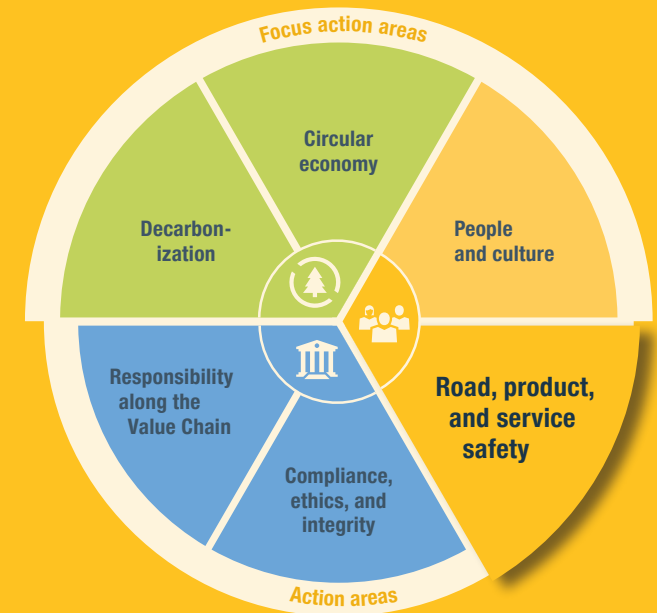 Focus action areas
Circular
economy
Decarbon-
ization
People
and culture
Responsibility
along the
Value Chain
Road, product,
and service
safety
Compliance,
ethics, and
integrity
Action areas